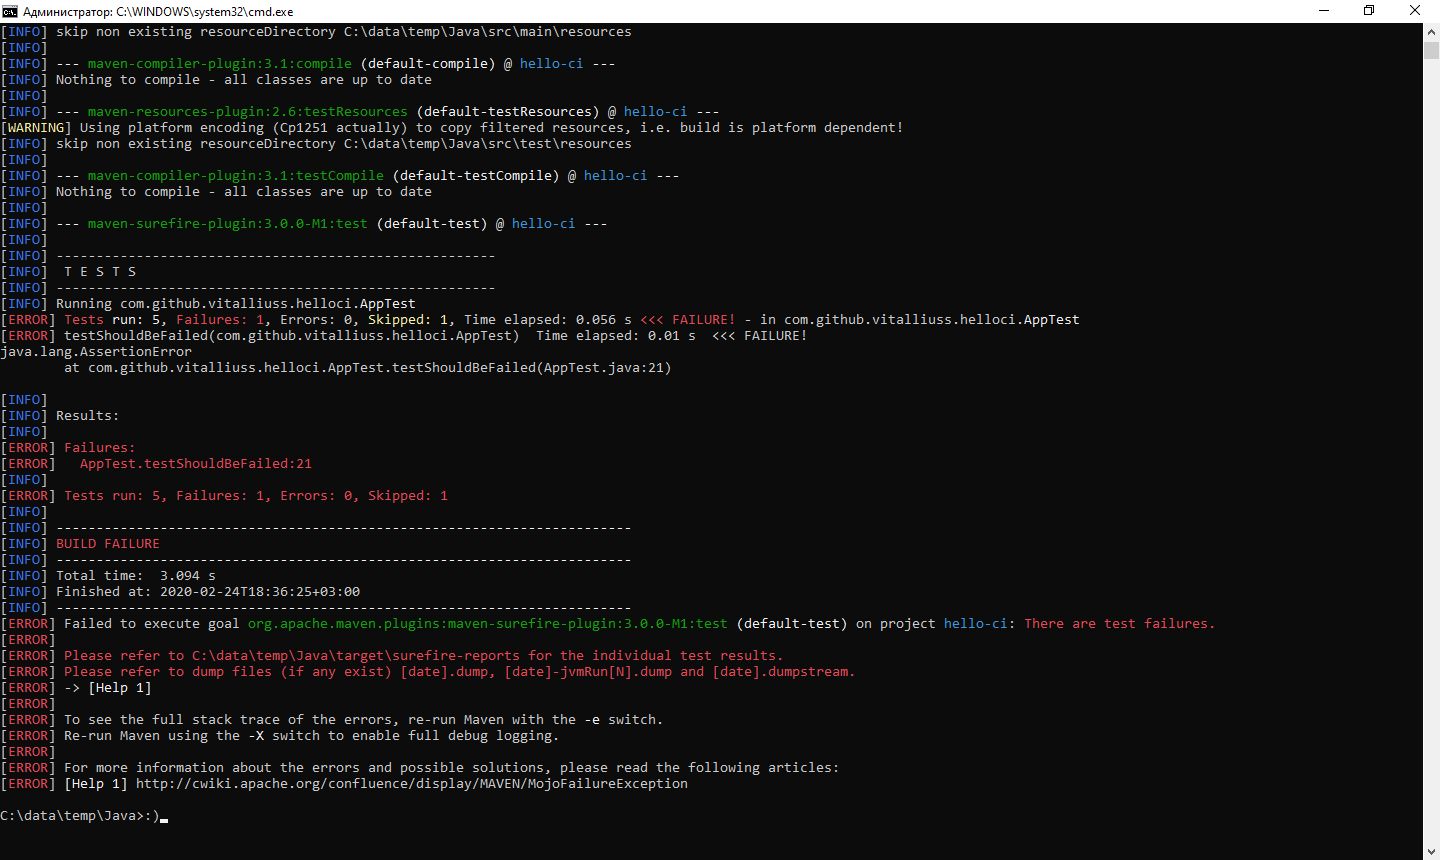 Администратор: C:\WINDOWS\system32\cmd.exe
[INFO] skip non existing resourceDirectory C:\data\temp\Java\src\main\resources
[INFO]
[INFO] --- maven-compiler-plugin:3.1:compile (default-compile) @ hello-ci ---
[INFO] Nothing to compile - all classes are up to date
[INFO]
[INFO] --- maven-resources-plugin:2.6:testResources (default-testResources) @ hello-ci ---
[WARNING] Using platform encoding (Cp1251 actually) to copy filtered resources, i.e. build is platform dependent!
[INFO] skip non existing resourceDirectory C:\data\temp\Java\src\test\resources
[INFO]
[INFO] --- maven-compiler-plugin:3.1:testCompile (default-testCompile) @ hello-ci ---
[INFO] Nothing to compile - all classes are up to date
[INFO]
[INFO] --- maven-surefire-plugin:3.0.0-M1:test (default-test) @ hello-ci ---
[INFO]
[INFO] -------------------------------------------------------
[INFO]  T E S T S
[INFO] -------------------------------------------------------
[INFO] Running com.github.vitalliuss.helloci.AppTest
[ERROR] Tests run: 5, Failures: 1, Errors: 0, Skipped: 1, Time elapsed: 0.056 s <<< FAILURE! - in com.github.vitalliuss.helloci.AppTest
[ERROR] testShouldBeFailed(com.github.vitalliuss.helloci.AppTest)  Time elapsed: 0.01 s  <<< FAILURE!
java.lang.AssertionError
        at com.github.vitalliuss.helloci.AppTest.testShouldBeFailed(AppTest.java:21)
[INFO]
[INFO] Results:
[INFO]
[ERROR] Failures:
[ERROR]   AppTest.testShouldBeFailed:21
[INFO]
[ERROR] Tests run: 5, Failures: 1, Errors: 0, Skipped: 1
[INFO]
[INFO] ------------------------------------------------------------------------
[INFO] BUILD FAILURE
[INFO] ------------------------------------------------------------------------
[INFO] Total time:  3.094 s
[INFO] Finished at: 2020-02-24T18:36:25+03:00
[INFO] ------------------------------------------------------------------------
[ERROR] Failed to execute goal org.apache.maven.plugins:maven-surefire-plugin:3.0.0-M1:test (default-test) on project hello-ci: There are test failures.
[ERROR]
[ERROR] Please refer to C:\data\temp\Java\target\surefire-reports for the individual test results.
[ERROR] Please refer to dump files (if any exist) [date].dump, [date]-jvmRun[N].dump and [date].dumpstream.
[ERROR] -> [Help 1]
[ERROR]
[ERROR] To see the full stack trace of the errors, re-run Maven with the -e switch.
[ERROR] Re-run Maven using the -X switch to enable full debug logging.
[ERROR]
[ERROR] For more information about the errors and possible solutions, please read the following articles:
[ERROR] [Help 1] http://cwiki.apache.org/confluence/display/MAVEN/MojoFailureException
C:\data\temp\Java>:)